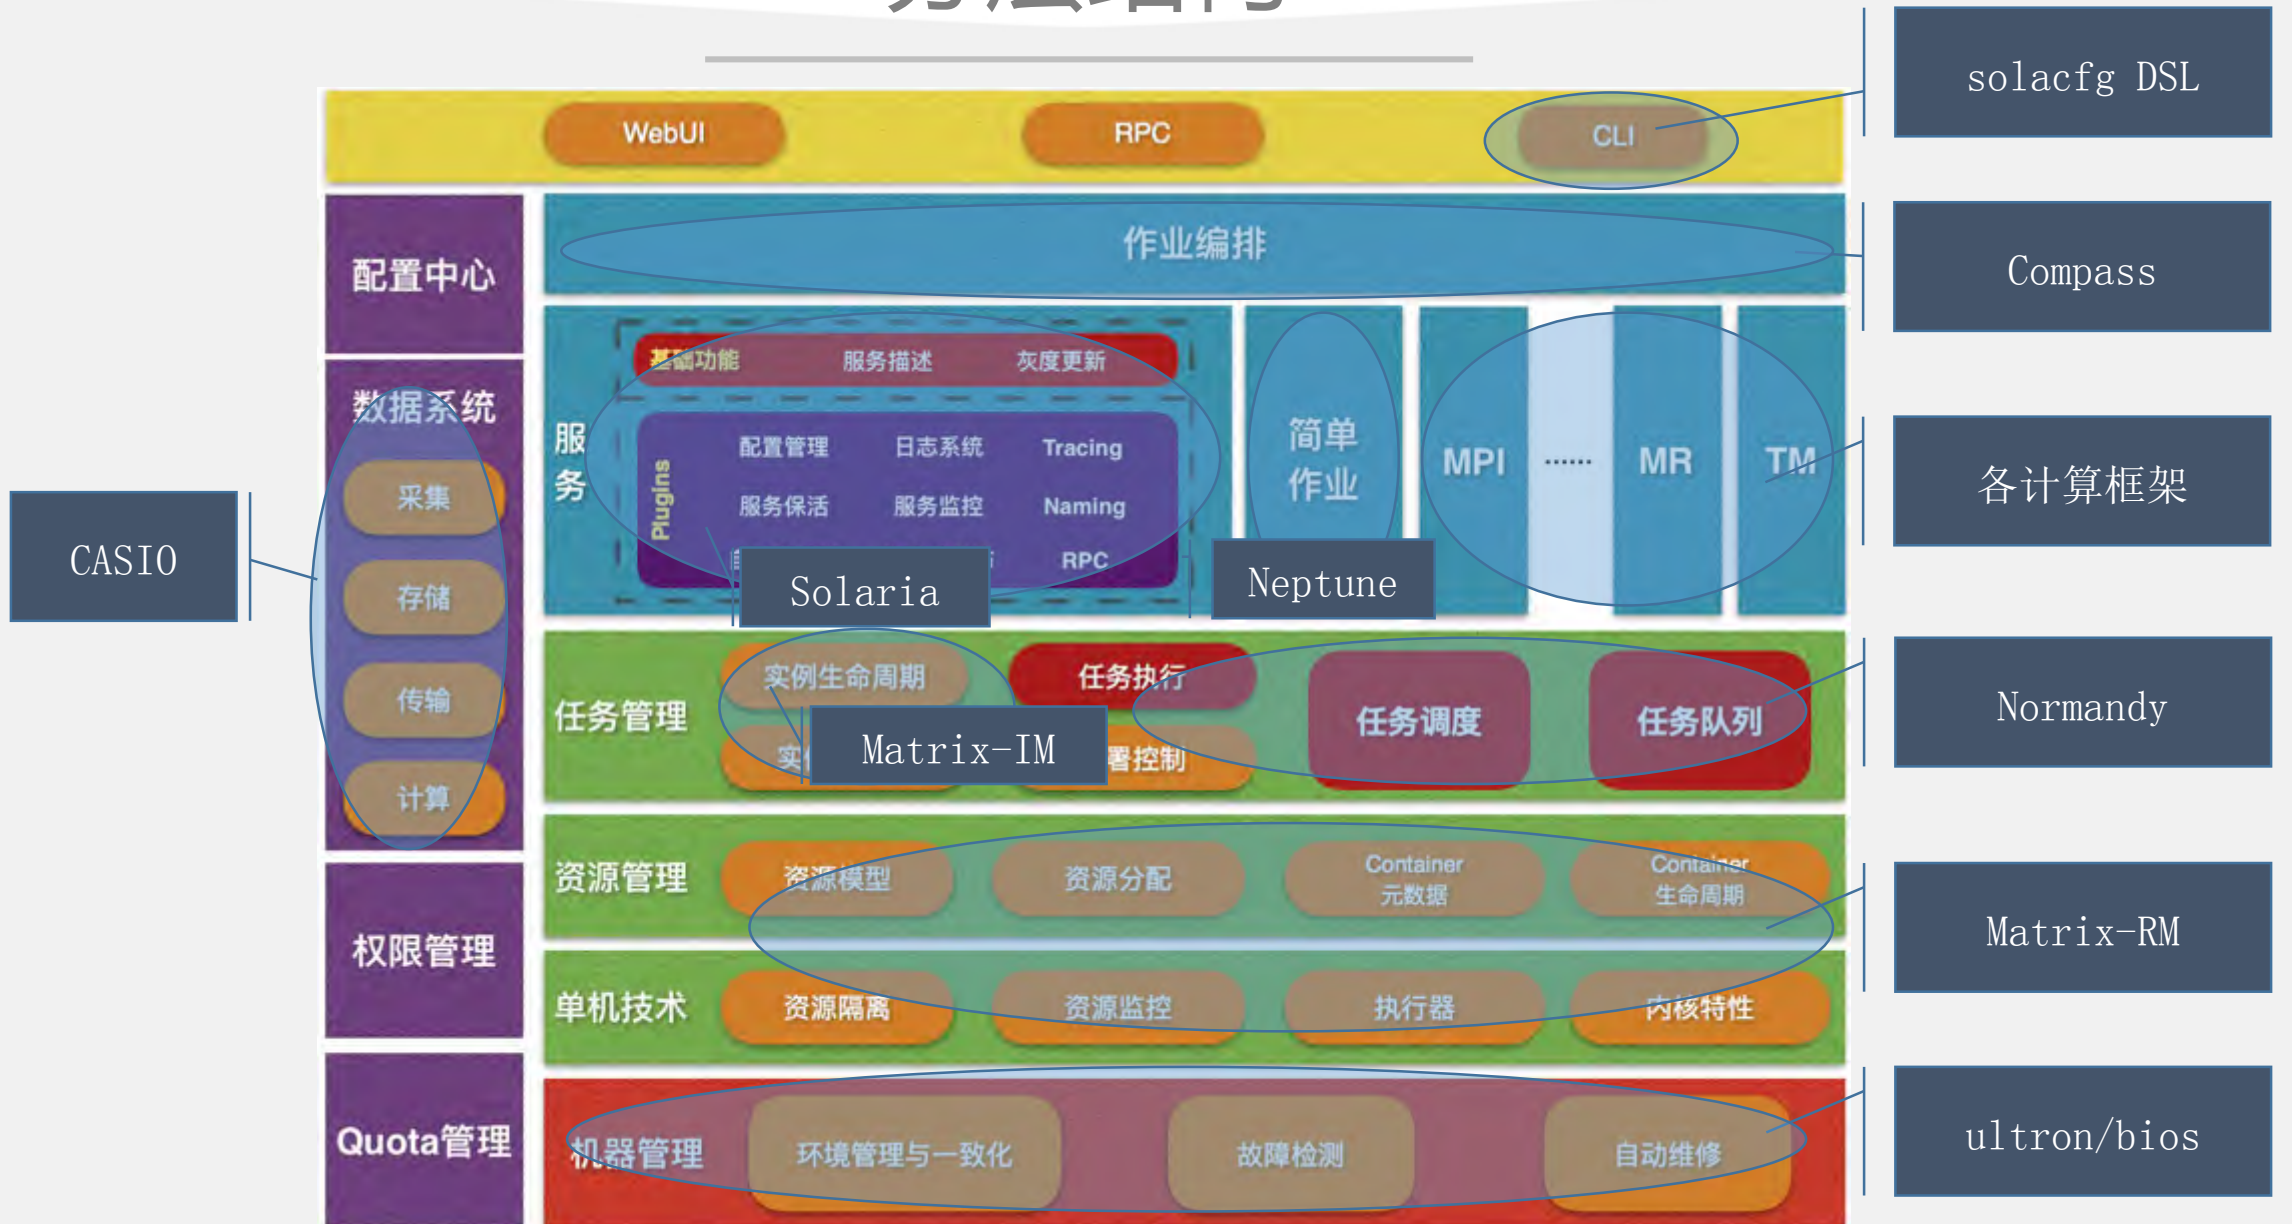 solacfg DSL
WebUI
RPC
CLI
配置中心
作业编排
Compass
数据系统
采集
存储
传输
计算
CASIO
服务
基础功能
服务描述
灰度更新
Plugins
配置管理
日志系统
Tracing
服务保活
服务监控
Naming
RPC
Solaria
简单
作业
Neptune
MPI
......
MR
TM
各计算框架
任务管理
实例生命周期
任务执行
Matrix-IM
署控制
任务调度
任务队列
Normandy
资源管理
资源模型
资源分配
Container
元数据
Container
生命周期
Matrix-RM
权限管理
单机技术
资源隔离
资源监控
执行器
内核特性
Quota管理
机器管理
环境管理与一致化
故障检测
自动维修
ultron/bios